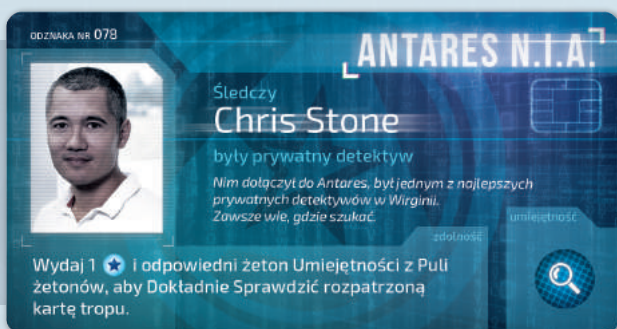 ODZNAKA NR 078
ANTARES N.I.A.
Śledczy
Chris Stone
były prywatny detektyw
Nim dołączył do Antares, był jednym z najlepszych
prywatnych detektywów w Wirginii.
Zawsze wie, gdzie szukać.
umiejętność
zdolność
Wydaj 1 i odpowiedni żeton Umiejętności z Puli
żetonów, aby Dokładnie Sprawdzić rozpatrzoną
kartę tropu.